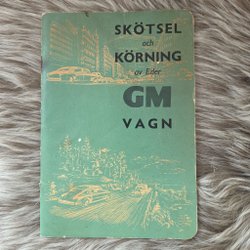 SKÖTSEL
och
KÖRNING
av Eder
GM
VAGN